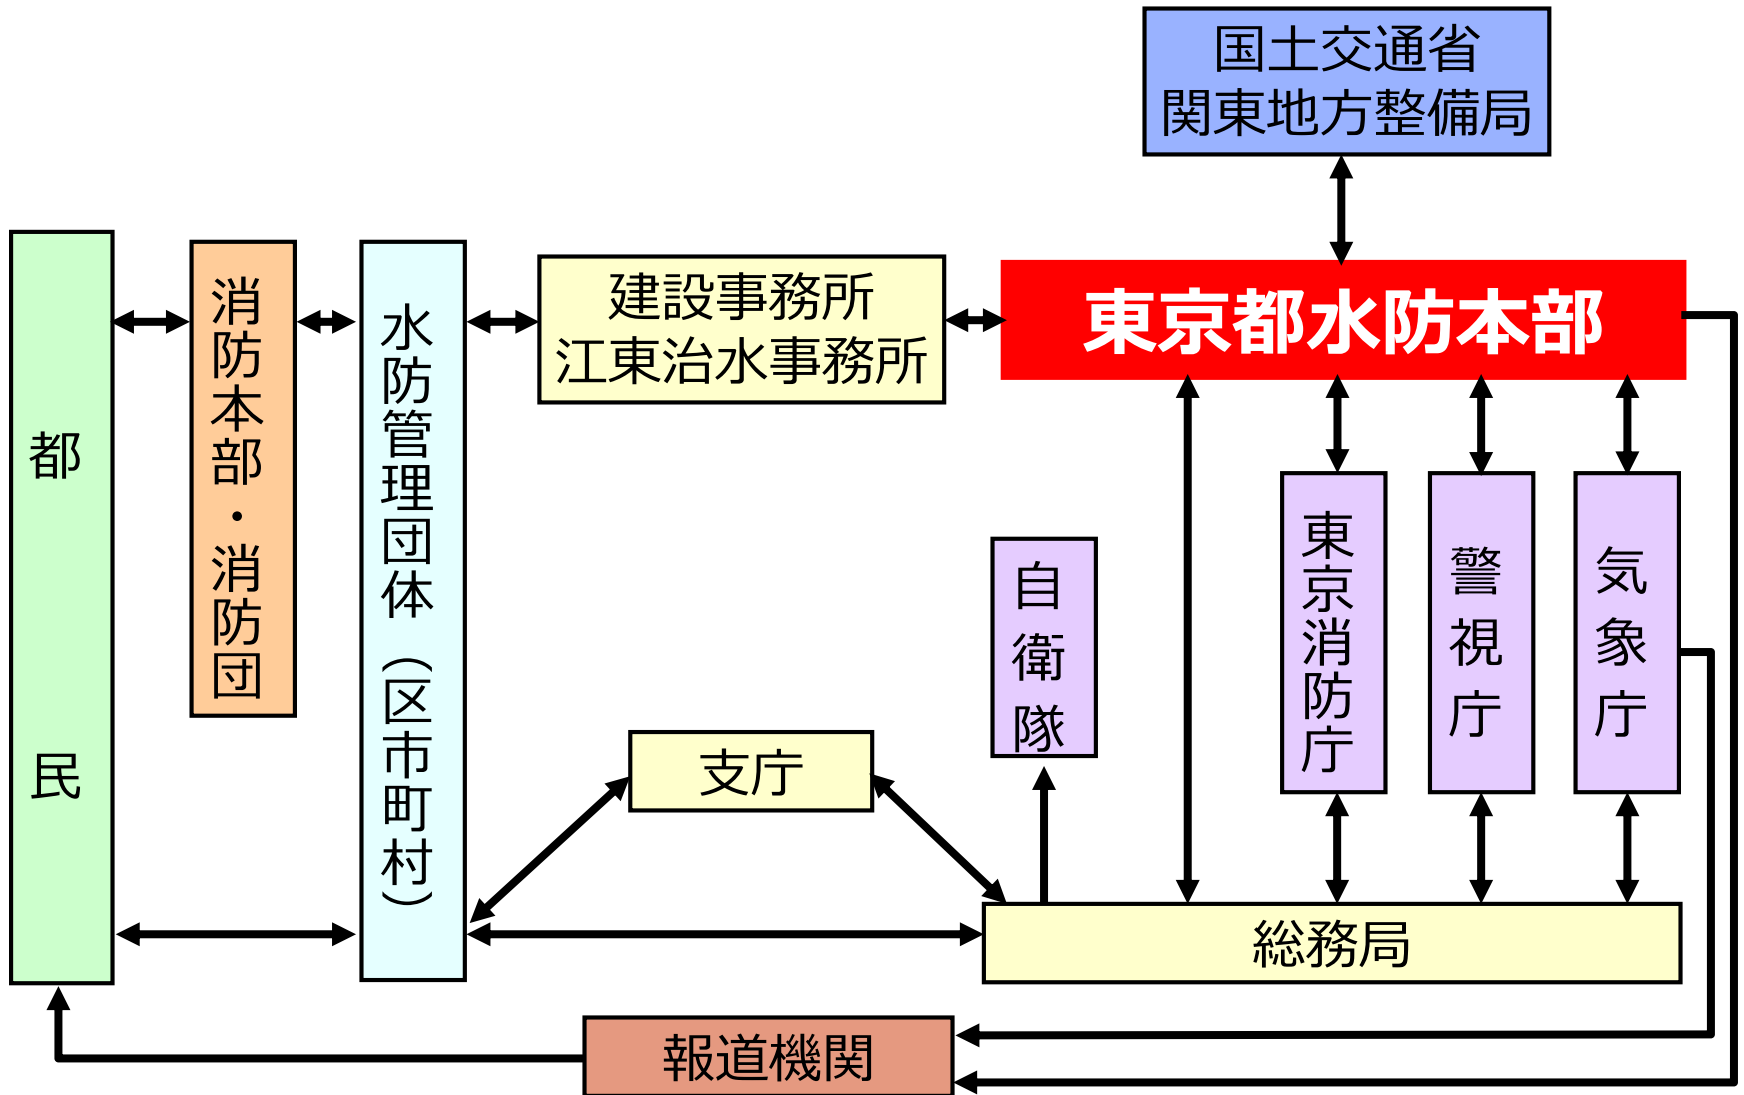 国土交通省
関東地方整備局
都民
消防本部・消防団
水防管理団体（区市町村）
建設事務所
江東治水事務所
東京都水防本部
自衛隊
東京消防庁
警視庁
気象庁
支庁
総務局
報道機関